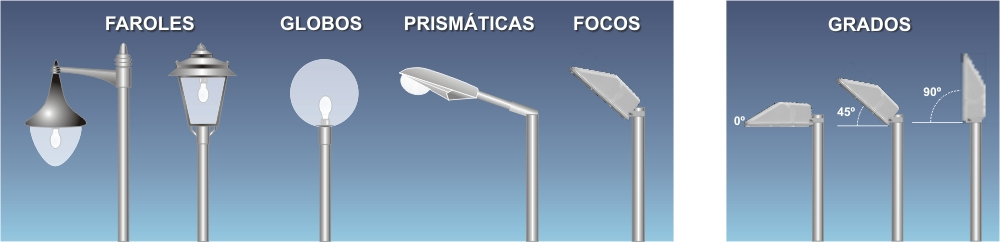 FAROLES GLOBOS PRISMÁTICAS FOCOS
GRADOS
0º
45º
90º